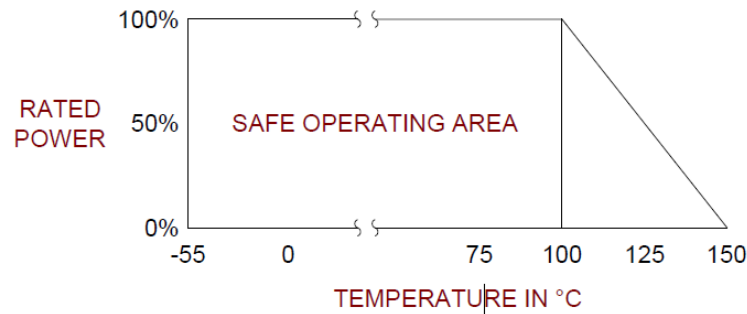 100%
RATED
POWER
50%
SAFE OPERATING AREA
0%
-55 0 75 100 125 150
TEMPERATURE IN °C